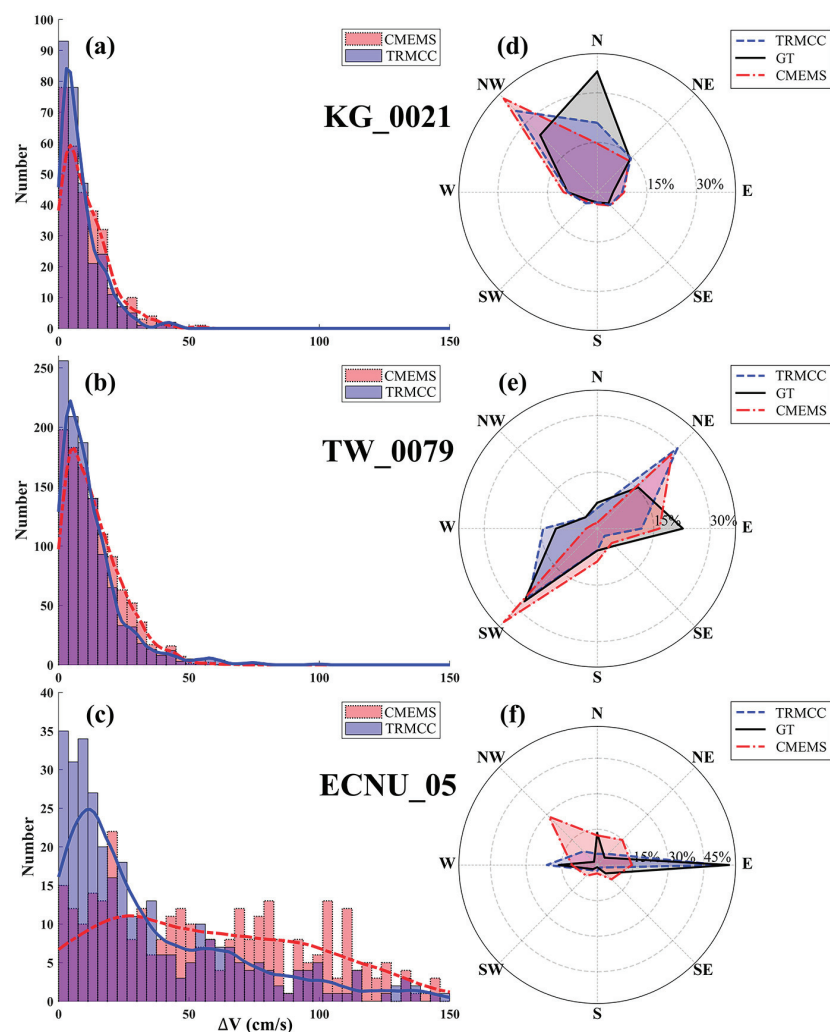 (a)
CMEMS
TRMCC
KG_0021
Number
100
90
80
70
60
50
40
30
20
10
0
0
50
100
150
(d)
N
NE
E
SE
S
SW
W
NW
15%
30%
TRMCC
GT
CMEMS
(b)
CMEMS
TRMCC
TW_0079
Number
250
200
150
100
50
0
0
50
100
150
(e)
N
NE
E
SE
S
SW
W
NW
15%
30%
TRMCC
GT
CMEMS
(c)
CMEMS
TRMCC
ECNU_05
Number
40
35
30
25
20
15
10
5
0
0
50
100
150
ΔV (cm/s)
(f)
N
NE
E
SE
S
SW
W
NW
15%
30%
45%
TRMCC
GT
CMEMS